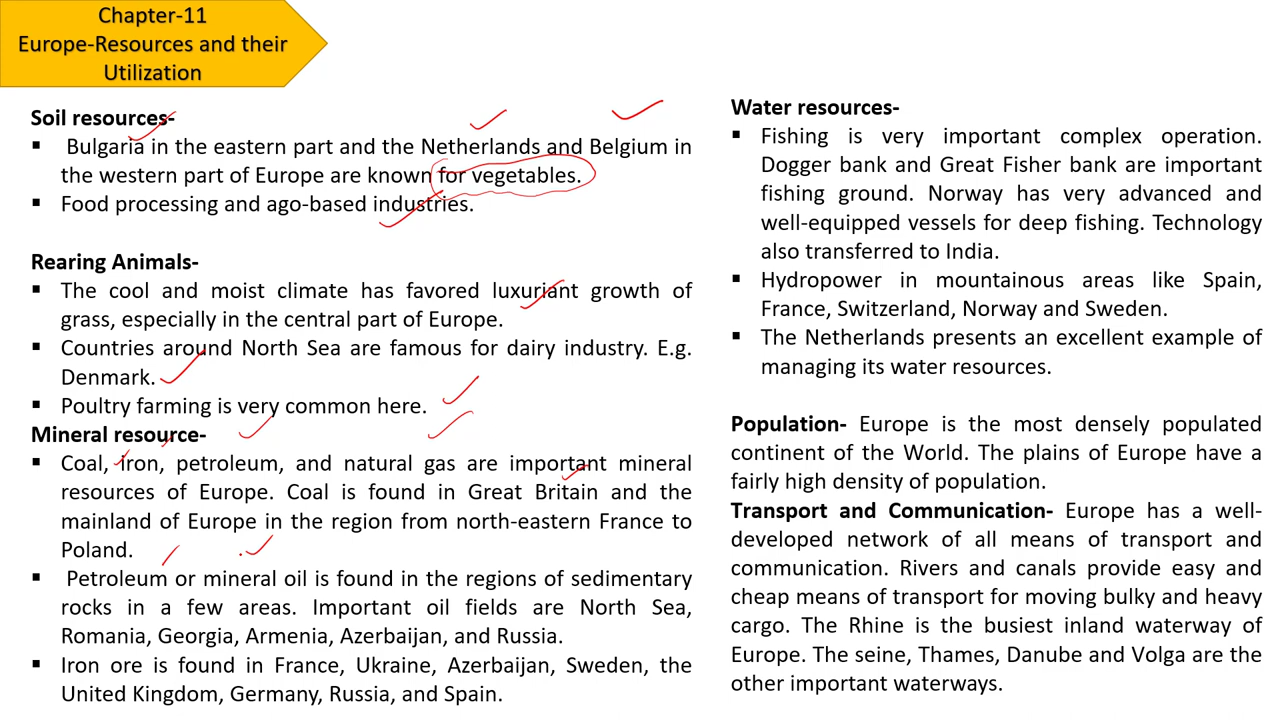 Chapter-11
Europe-Resources and their
Utilization
Soil resources-
▪ Bulgaria in the eastern part and the Netherlands and Belgium in
the western part of Europe are known for vegetables.
▪ Food processing and ago-based industries.
Rearing Animals-
▪ The cool and moist climate has favored luxuriant growth of
grass, especially in the central part of Europe.
▪ Countries around North Sea are famous for dairy industry. E.g.
Denmark.
▪ Poultry farming is very common here.
Mineral resource-
▪ Coal, iron, petroleum, and natural gas are important mineral
resources of Europe. Coal is found in Great Britain and the
mainland of Europe in the region from north-eastern France to
Poland.
▪ Petroleum or mineral oil is found in the regions of sedimentary
rocks in a few areas. Important oil fields are North Sea,
Romania, Georgia, Armenia, Azerbaijan, and Russia.
▪ Iron ore is found in France, Ukraine, Azerbaijan, Sweden, the
United Kingdom, Germany, Russia, and Spain.
Water resources-
▪ Fishing is very important complex operation.
Dogger bank and Great Fisher bank are important
fishing ground. Norway has very advanced and
well-equipped vessels for deep fishing. Technology
also transferred to India.
▪ Hydropower in mountainous areas like Spain,
France, Switzerland, Norway and Sweden.
▪ The Netherlands presents an excellent example of
managing its water resources.
Population- Europe is the most densely populated
continent of the World. The plains of Europe have a
fairly high density of population.
Transport and Communication- Europe has a well-
developed network of all means of transport and
communication. Rivers and canals provide easy and
cheap means of transport for moving bulky and heavy
cargo. The Rhine is the busiest inland waterway of
Europe. The seine, Thames, Danube and Volga are the
other important waterways.